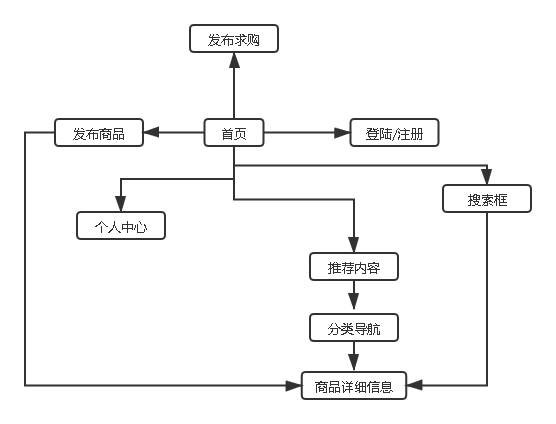 发布求购
发布商品
首页
登陆/注册
搜索框
个人中心
推荐内容
分类导航
商品详细信息